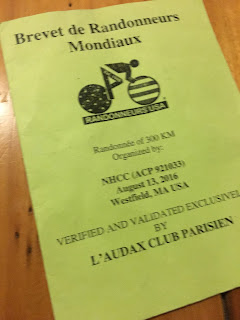 Brevet de Randonneurs
Mondiaux
RANDONNEURS USA
Randonnée of 300 KM
Organized by:
NHCC (ACP 921033)
August 13, 2016
Westfield, MA USA
VERIFIED AND VALIDATED EXCLUSIVELY
BY
L'AUDAX CLUB PARISIEN